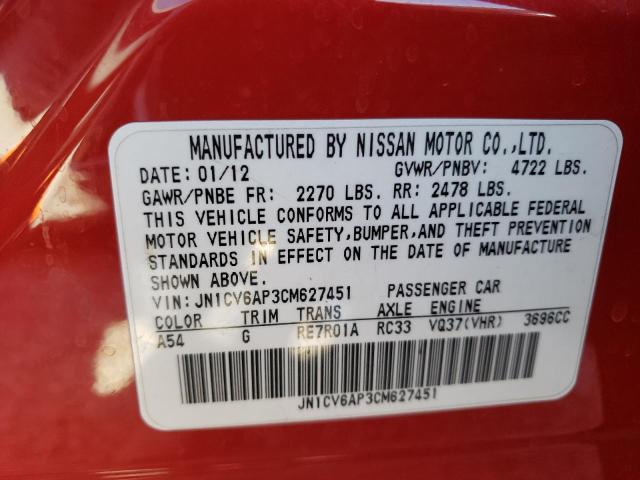 MANUFACTURED BY NISSAN MOTOR CO.,LTD.
DATE: 01/12 GVWR/PNBV: 4722 LBS.
GAWR/PNBE FR: 2270 LBS. RR: 2478 LBS.
THIS VEHICLE CONFORMS TO ALL APPLICABLE FEDERAL
MOTOR VEHICLE SAFETY,BUMPER,AND THEFT PREVENTION
STANDARDS IN EFFECT ON THE DATE OF MANUFACTURE
SHOWN ABOVE.
VIN: JN1CV6AP3CM627451 PASSENGER CAR
COLOR TRIM TRANS AXLE ENGINE
A54 G RE7R01A RC33 VQ37(VHR) 3696CC
JN1CV6AP3CM627451